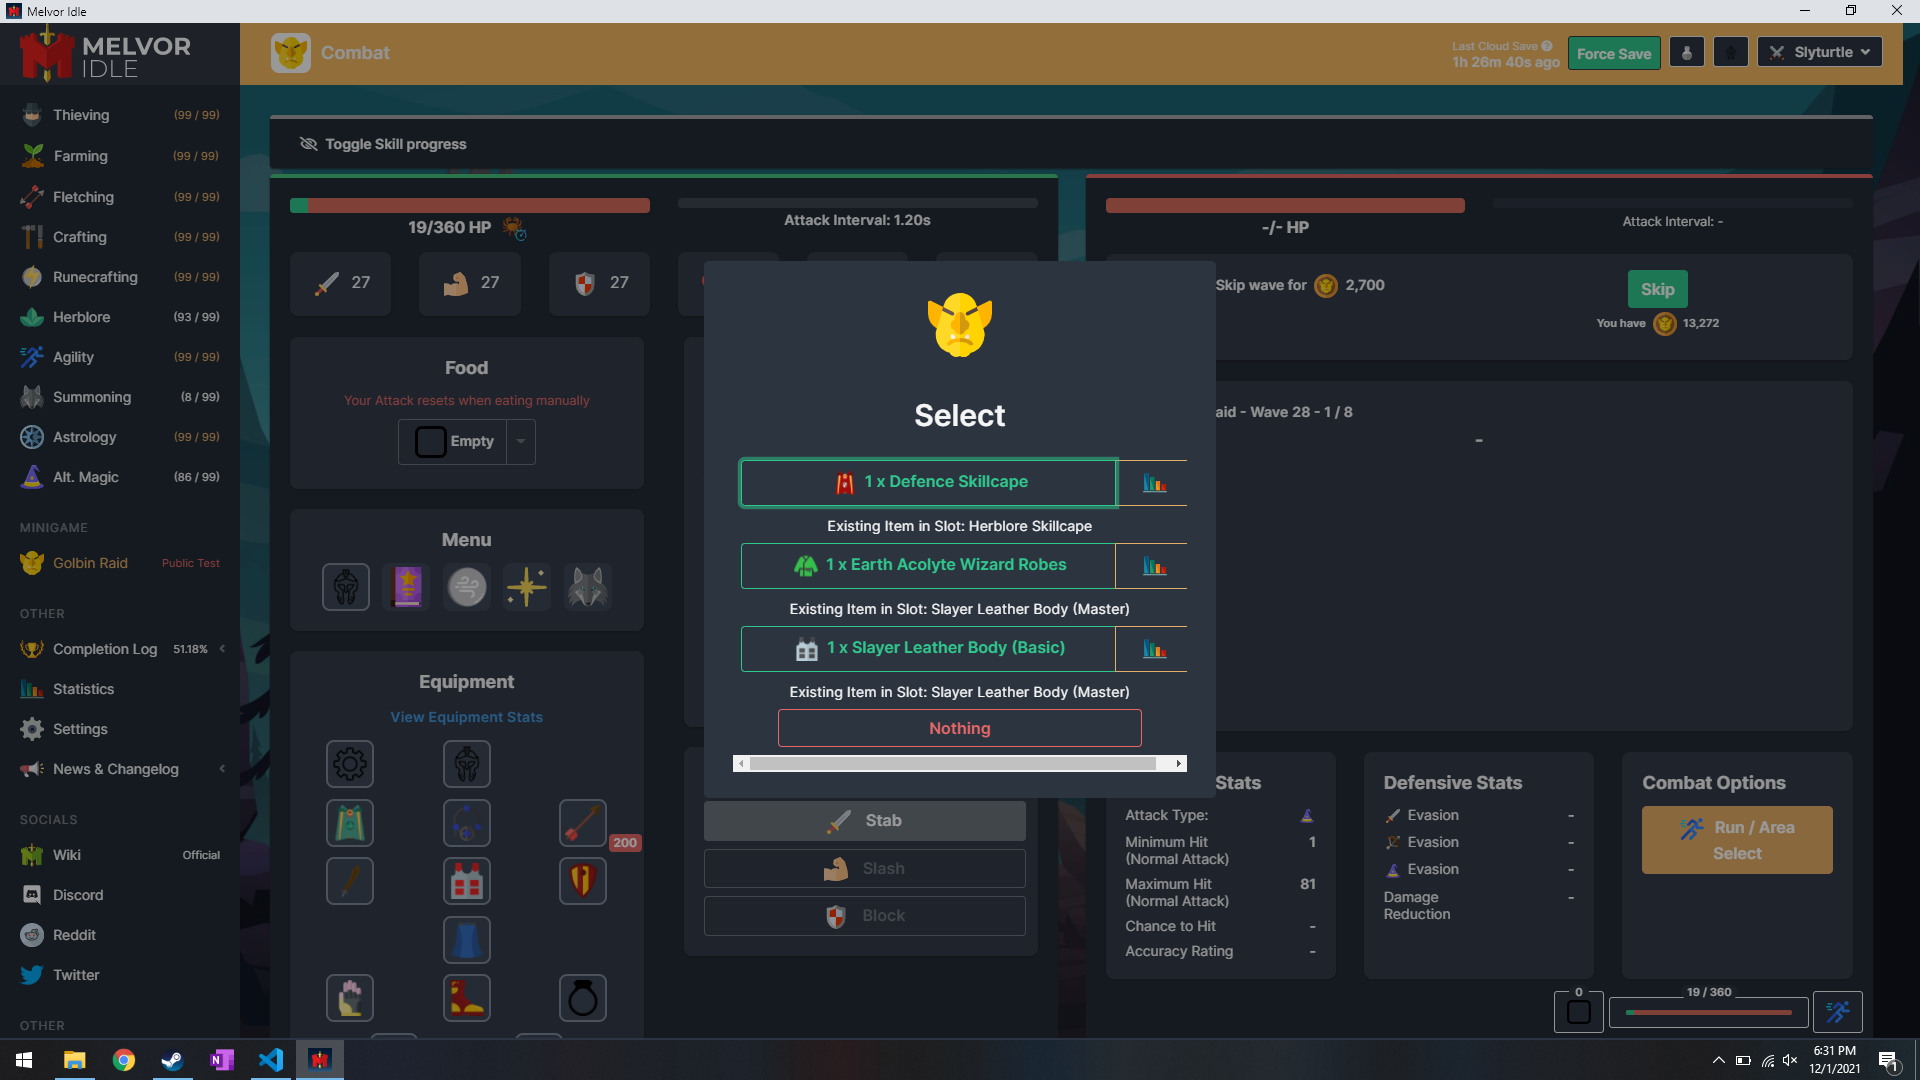 Melvor Idle
MELVOR
IDLE
Combat
Last Cloud Save
1h 26m 40s ago
Force Save
Slyturtle
Thieving (99 / 99)
Farming (99 / 99)
Fletching (99 / 99)
Crafting (99 / 99)
Runecrafting (99 / 99)
Herblore (93 / 99)
Agility (99 / 99)
Summoning (8 / 99)
Astrology (99 / 99)
Alt. Magic (86 / 99)
MINIGAME
Golbin Raid Public Test
OTHER
Completion Log 51.18%
Statistics
Settings
News & Changelog
SOCIALS
Wiki Official
Discord
Reddit
Twitter
OTHER
Toggle Skill progress
19/360 HP
Attack Interval: 1.20s
27
27
27
Food
Your Attack resets when eating manually
Empty
Menu
Equipment
View Equipment Stats
200
Select
1 x Defence Skillcape
Existing Item in Slot: Herblore Skillcape
1 x Earth Acolyte Wizard Robes
Existing Item in Slot: Slayer Leather Body (Master)
1 x Slayer Leather Body (Basic)
Existing Item in Slot: Slayer Leather Body (Master)
Nothing
Stab
Slash
Block
-/- HP
Attack Interval: -
Skip wave for 2,700
Skip
You have 13,272
aid - Wave 28 - 1 / 8
-
Stats
Attack Type:
Minimum Hit
(Normal Attack) 1
Maximum Hit
(Normal Attack) 81
Chance to Hit -
Accuracy Rating -
Defensive Stats
Evasion -
Evasion -
Evasion -
Damage
Reduction -
Combat Options
Run / Area
Select
0
19 / 360
6:31 PM
12/1/2021
1